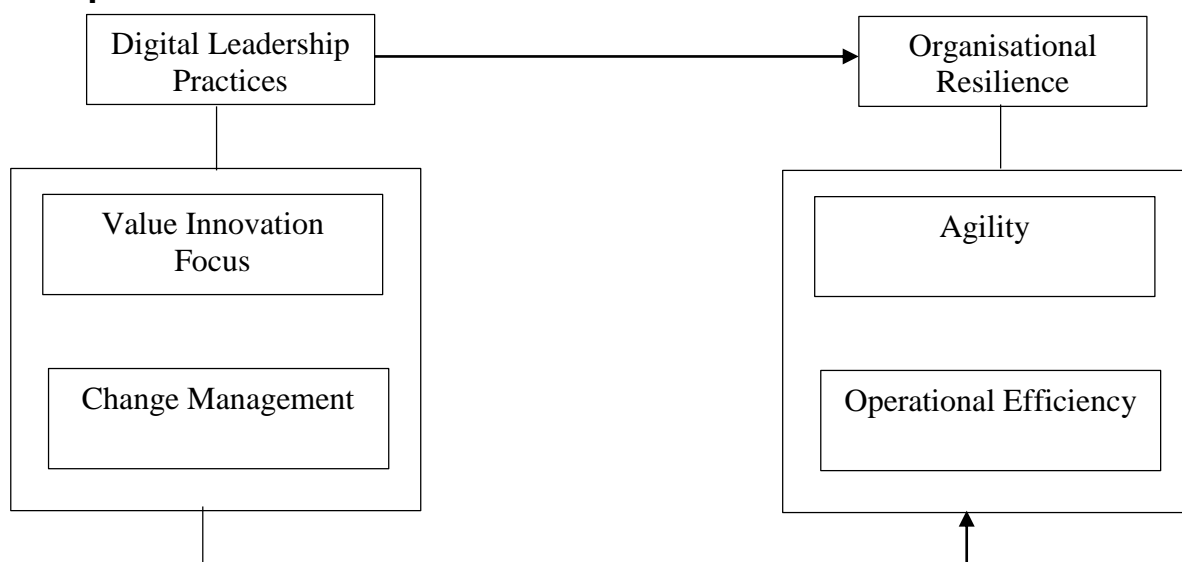 Digital Leadership
Practices
Organisational
Resilience
Value Innovation
Focus
Change Management
Agility
Operational Efficiency